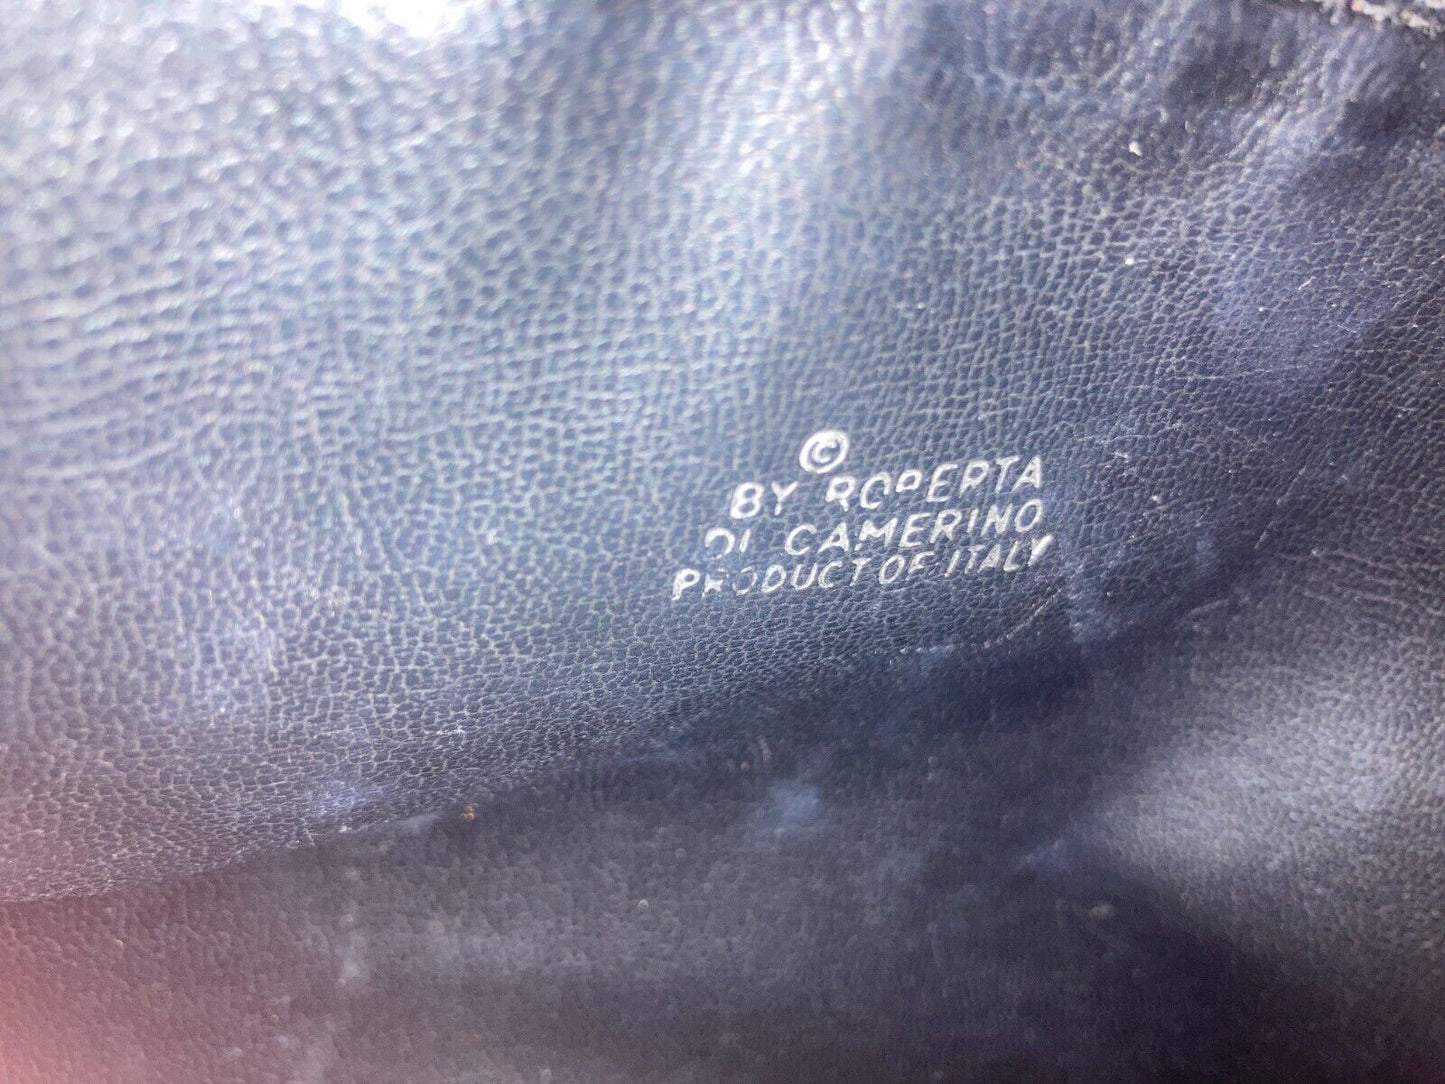 ©
BY ROBERTA
DI CAMERINO
PRODUCT OF ITALY